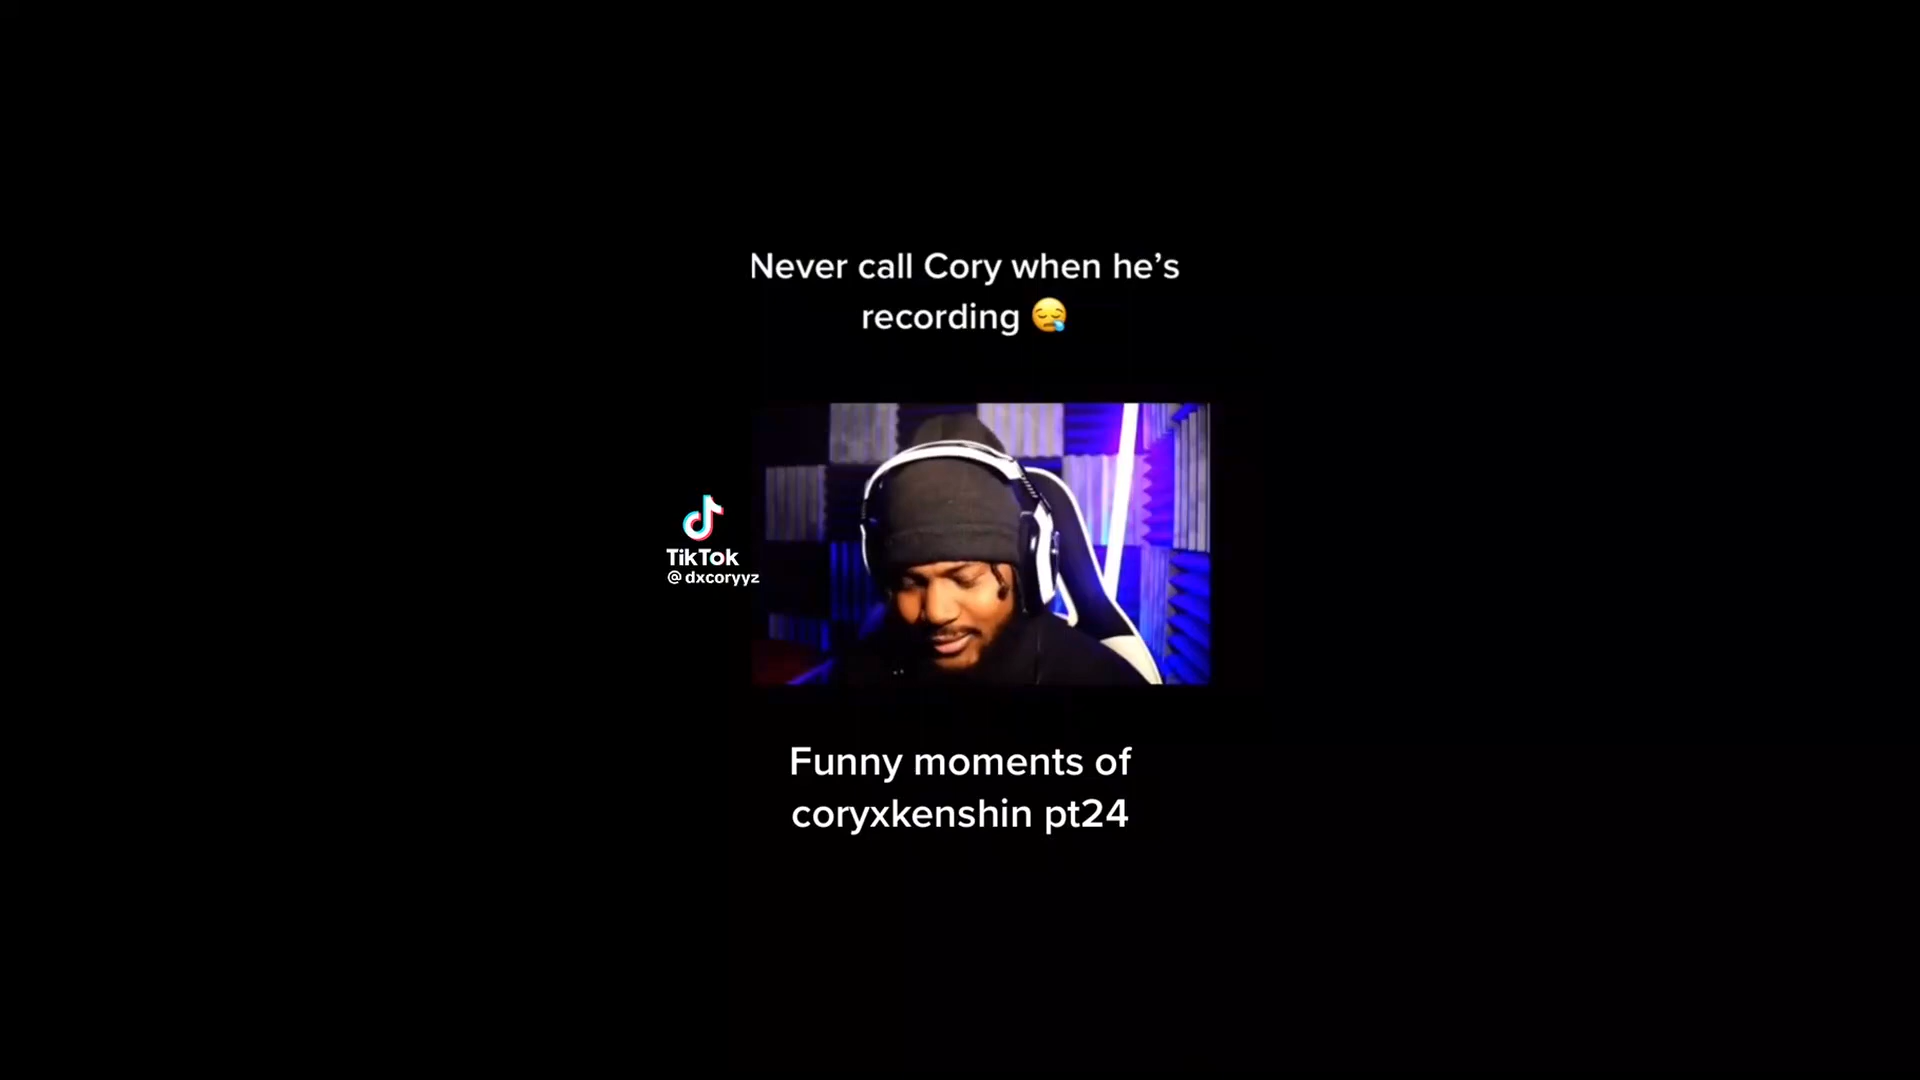 Never call Cory when he's
recording 😪
TikTok
@dxcoryyz
Funny moments of
coryxkenshin pt24